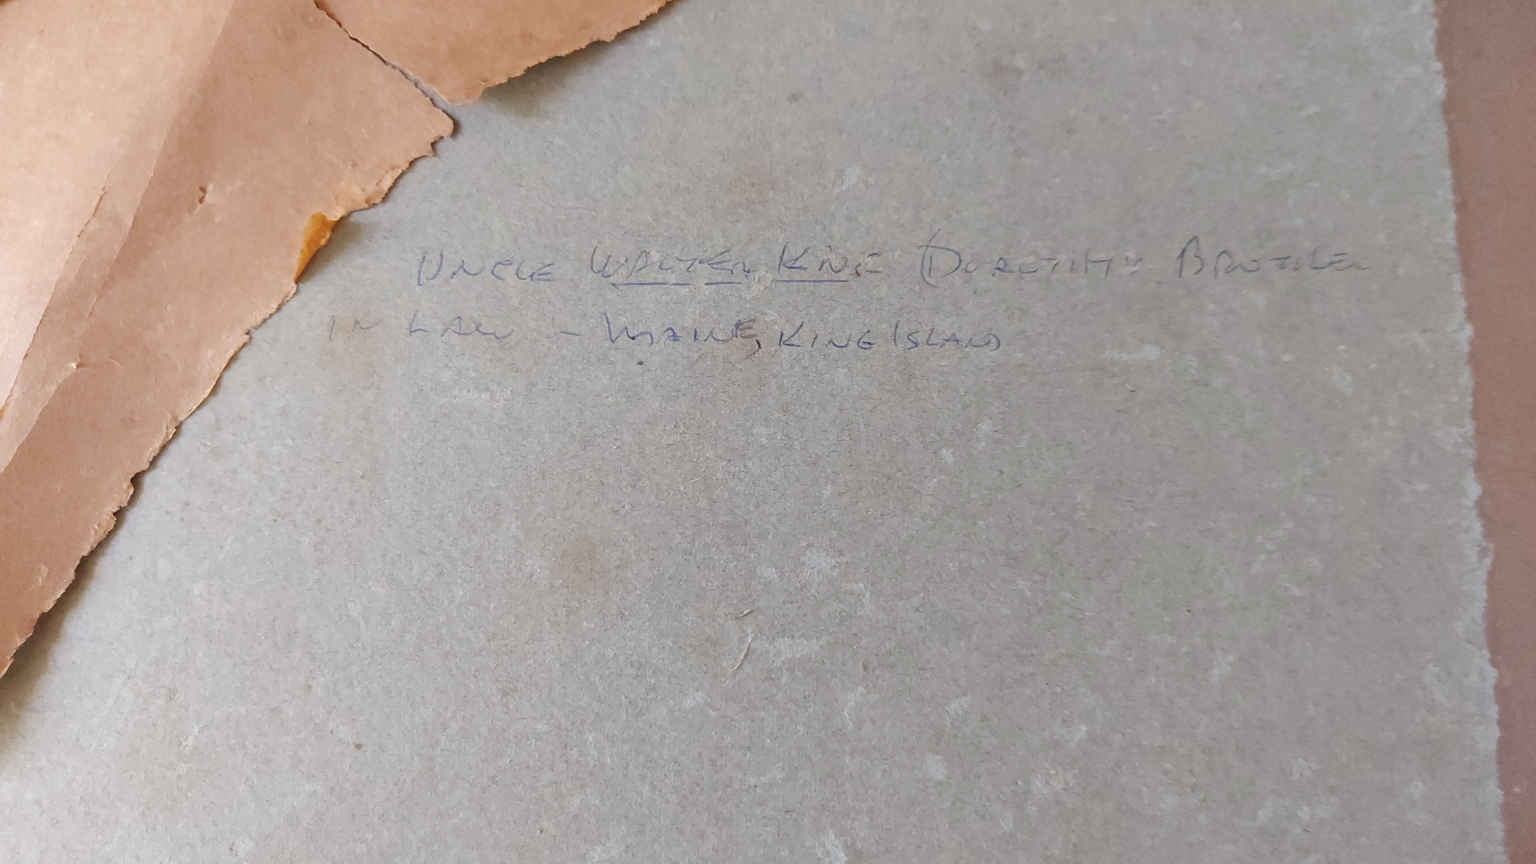 UNCLE WALTER KING (DOROTHY'S BROTHER
IN LAW - MAINE, KING ISLAND